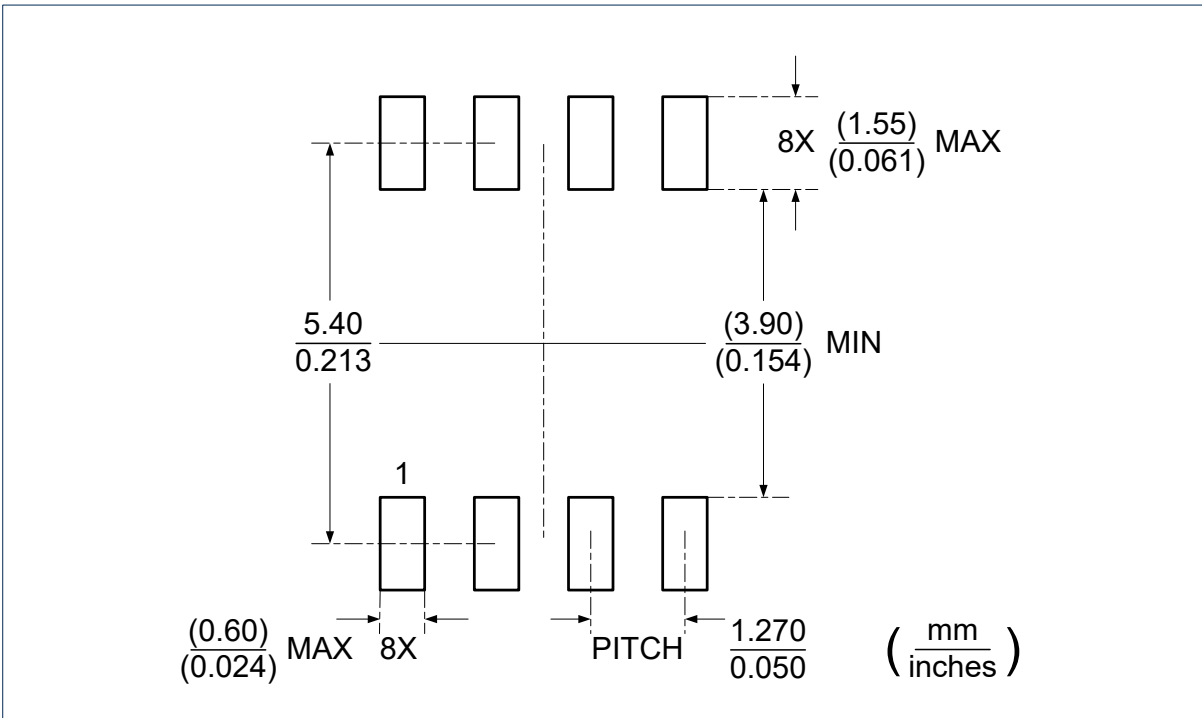 8X (1.55) MAX
(0.061)
5.40
0.213
(3.90) MIN
(0.154)
1
(0.60) MAX 8X
(0.024)
PITCH 1.270
0.050
( mm
inches )